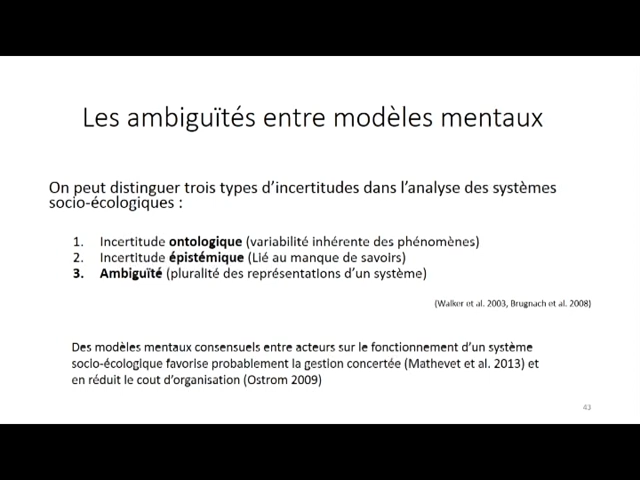 Les ambiguïtés entre modèles mentaux
On peut distinguer trois types d'incertitudes dans l'analyse des systèmes
socio-écologiques :
1. Incertitude ontologique (variabilité inhérente des phénomènes)
2. Incertitude épistémique (Lié au manque de savoirs)
3. Ambiguïté (pluralité des représentations d'un système)
(Walker et al. 2003, Brugnach et al. 2008)
Des modèles mentaux consensuels entre acteurs sur le fonctionnement d'un système
socio-écologique favorise probablement la gestion concertée (Mathevet et al. 2013) et
en réduit le cout d'organisation (Ostrom 2009)
43